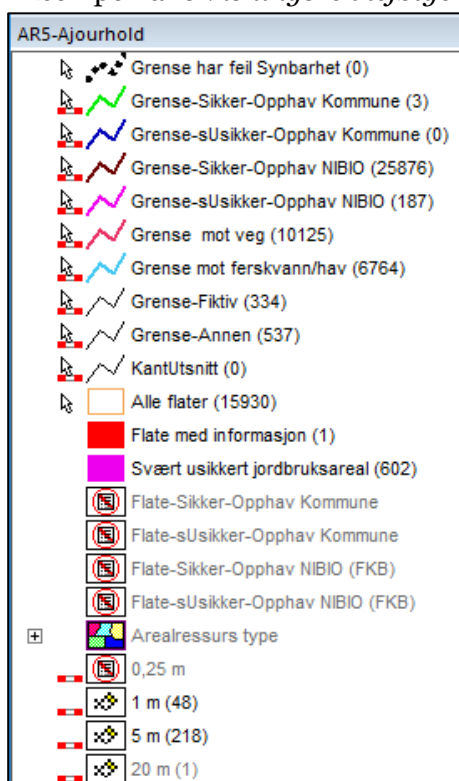 AR5-Ajourhold
Grense har feil Synbarhet (0)
Grense-Sikker-Opphav Kommune (3)
Grense-sUsikker-Opphav Kommune (0)
Grense-Sikker-Opphav NIBIO (25876)
Grense-sUsikker-Opphav NIBIO (187)
Grense mot veg (10125)
Grense mot ferskvann/hav (6764)
Grense-Fiktiv (334)
Grense-Annen (537)
KantUtsnitt (0)
Alle flater (15930)
Flate med informasjon (1)
Svært usikkert jordbruksareal (602)
Flate-Sikker-Opphav Kommune
Flate-sUsikker-Opphav Kommune
Flate-Sikker-Opphav NIBIO (FKB)
Flate-sUsikker-Opphav NIBIO (FKB)
Arealressurs type
0,25 m
1 m (48)
5 m (218)
20 m (1)